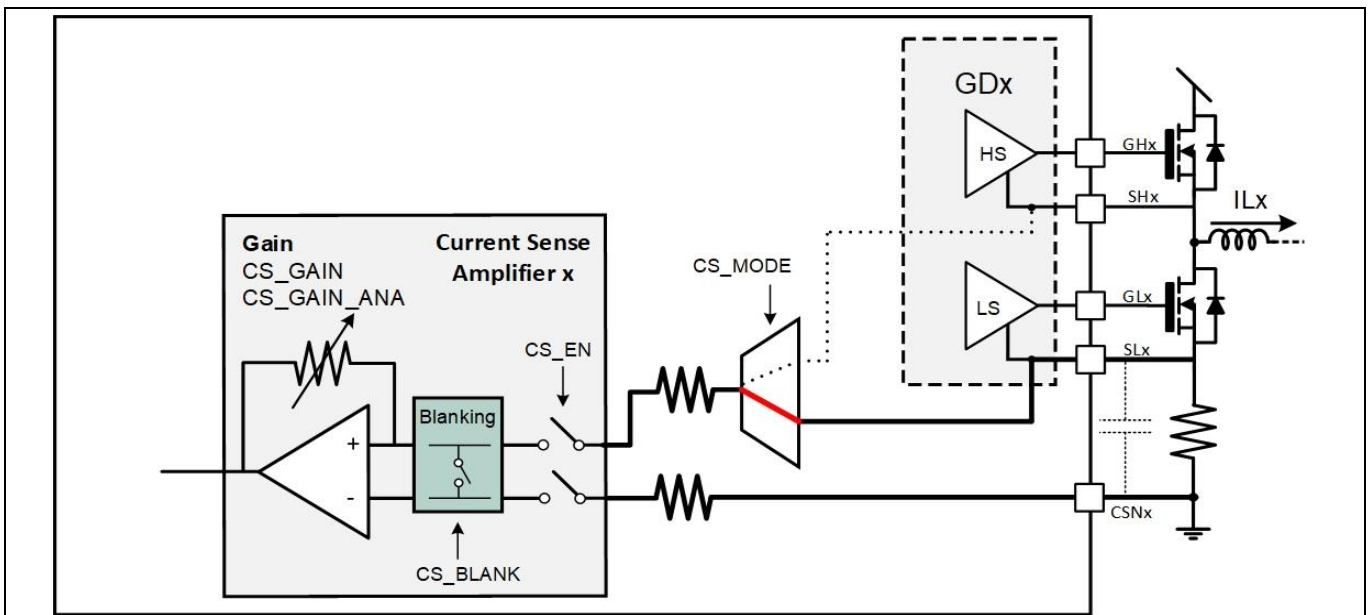 GDx
HS
GHx
SHx
ILx
Gain
CS_GAIN
CS_GAIN_ANA
Current Sense
Amplifier x
CS_MODE
LS
GLx
CS_EN
SLx
Blanking
+
-
CSNx
CS_BLANK